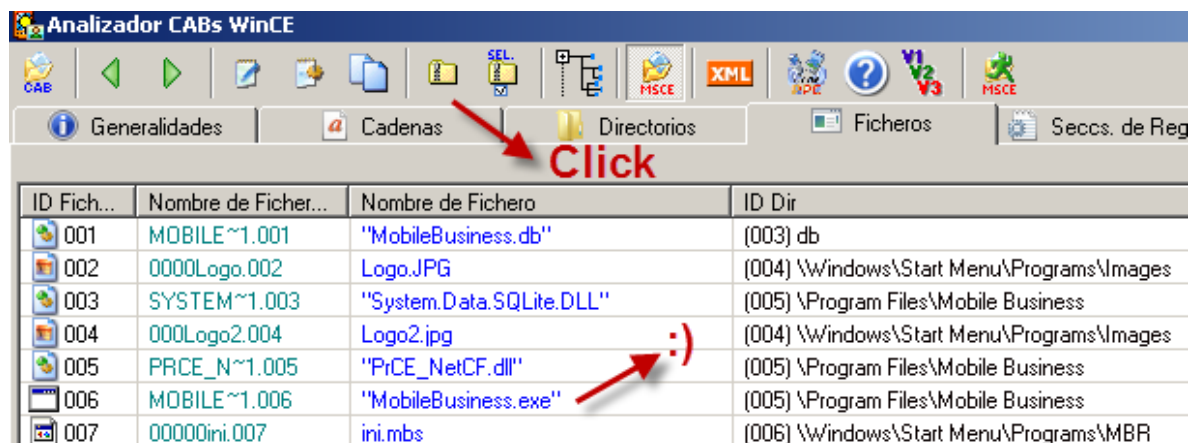 Analizador CABs WinCE
CAB SEL. MSCE XML V1 V2 V3 MSCE
Generalidades Cadenas Directorios Ficheros Seccs. de Reg
Click
ID Fich... Nombre de Ficher... Nombre de Fichero ID Dir
001 MOBILE~1.001 "MobileBusiness.db" (003) db
002 0000Logo.002 Logo.JPG (004) \Windows\Start Menu\Programs\Images
003 SYSTEM~1.003 "System.Data.SQLite.DLL" (005) \Program Files\Mobile Business
004 000Logo2.004 Logo2.jpg (004) \Windows\Start Menu\Programs\Images
:)
005 PRCE_N~1.005 "PrCE_NetCF.dll" (005) \Program Files\Mobile Business
006 MOBILE~1.006 "MobileBusiness.exe" (005) \Program Files\Mobile Business
007 00000ini.007 ini.mbs (006) \Windows\Start Menu\Programs\MBR